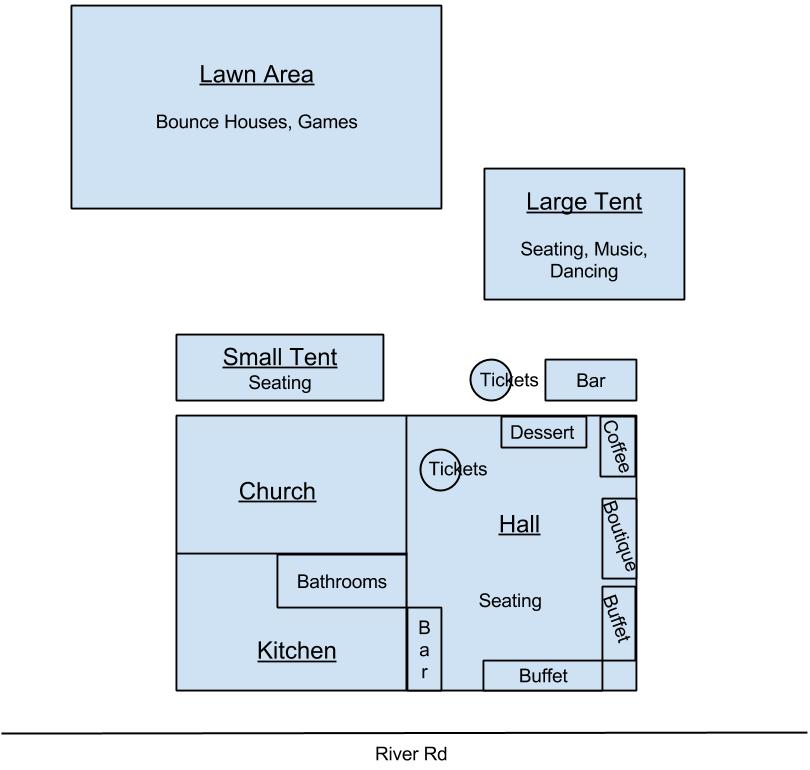 Lawn Area
Bounce Houses, Games
Large Tent
Seating, Music,
Dancing
Small Tent
Seating
Tickets
Bar
Dessert
Coffee
Tickets
Church
Hall
Boutique
Bathrooms
Seating
Buffet
Bar
Kitchen
Buffet
River Rd